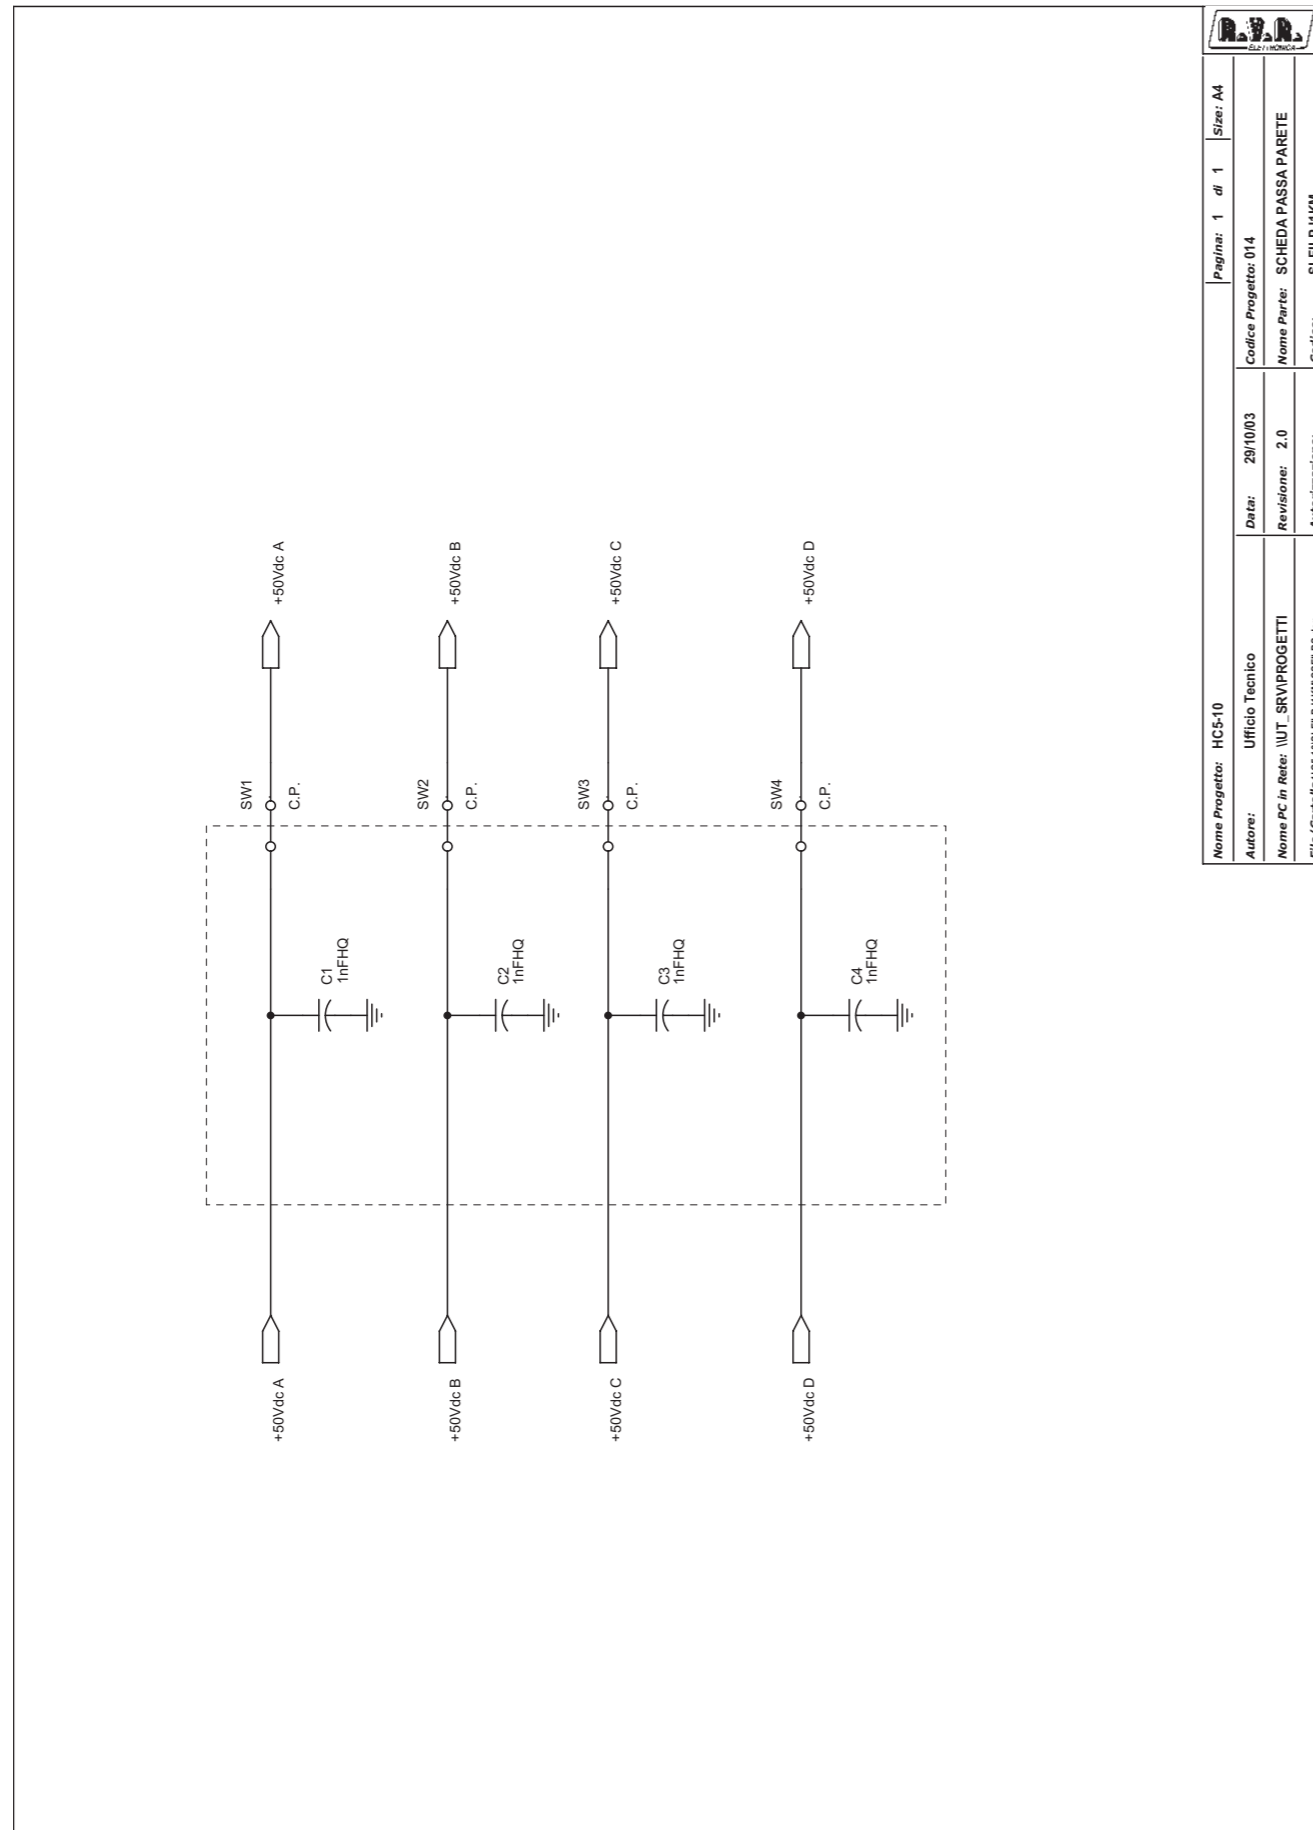 +50Vdc A
SW1
C.P.
C1
1nFHQ
+50Vdc A
+50Vdc B
SW2
C.P.
C2
1nFHQ
+50Vdc B
+50Vdc C
SW3
C.P.
C3
1nFHQ
+50Vdc C
+50Vdc D
SW4
C.P.
C4
1nFHQ
+50Vdc D
Nome Progetto: HC5-10 Pagina: 1 di 1 Size: A4
Autore: Ufficio Tecnico Data: 29/10/03 Codice Progetto: 014
Nome PC in Rete: \\UT_SRV\PROGETTI Revisione: 2.0 Nome Parte: SCHEDA PASSA PARETE
R.V.R.
ELETTRONICA